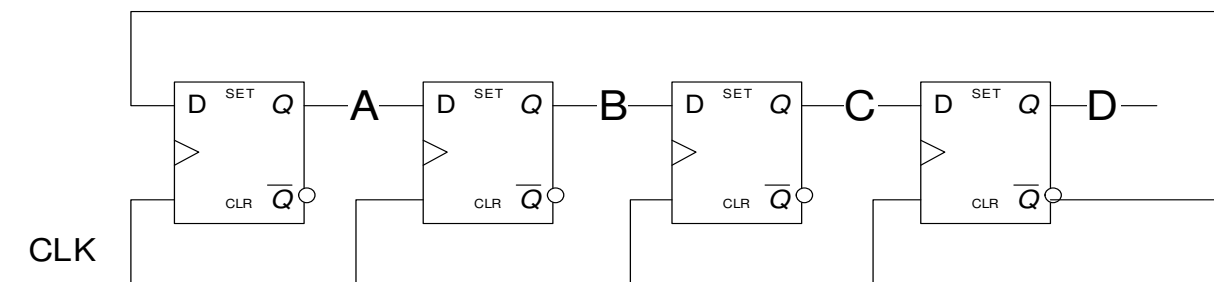 D SET Q A D SET Q B D SET Q C D SET Q D
CLR Q̅ CLR Q̅ CLR Q̅ CLR Q̅
CLK